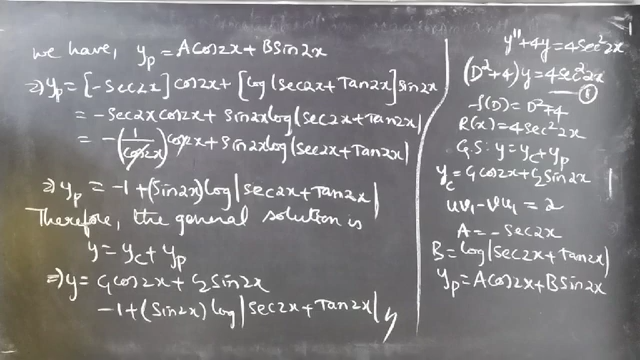 we have, yp = A cos2x + B sin2x
⇒ yp = [-sec2x] cos2x + [log(sec2x + Tan2x] sin2x
= -sec2x cos2x + sin2x log(sec2x + Tan2x|
= -(1/cos2x) cos2x + sin2x log(sec2x + Tan2x|
⇒ yp = -1 + (sin2x) log|sec2x + Tan2x|
Therefore, the general solution is
y = yc + yp
⇒ y = C1 cos2x + C2 sin2x
-1 + (sin2x) log|sec2x + Tan2x|
y'' + 4y = 4sec²2x
(D²+4)y = 4sec²2x
①
f(D) = D²+4
R(x) = 4sec²2x
G.S: y = yc + yp
yc = C1 cos2x + C2 sin2x
uv1 - vu1 = 2
A = -sec2x
B = log|sec2x + Tan2x)
yp = A cos2x + B sin2x